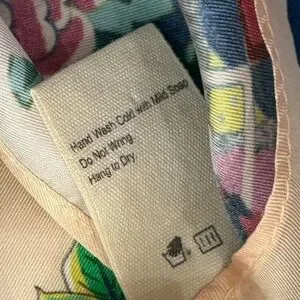 Hand Wash Cold with Mild Soap
Do Not Wring.
Hang to Dry.